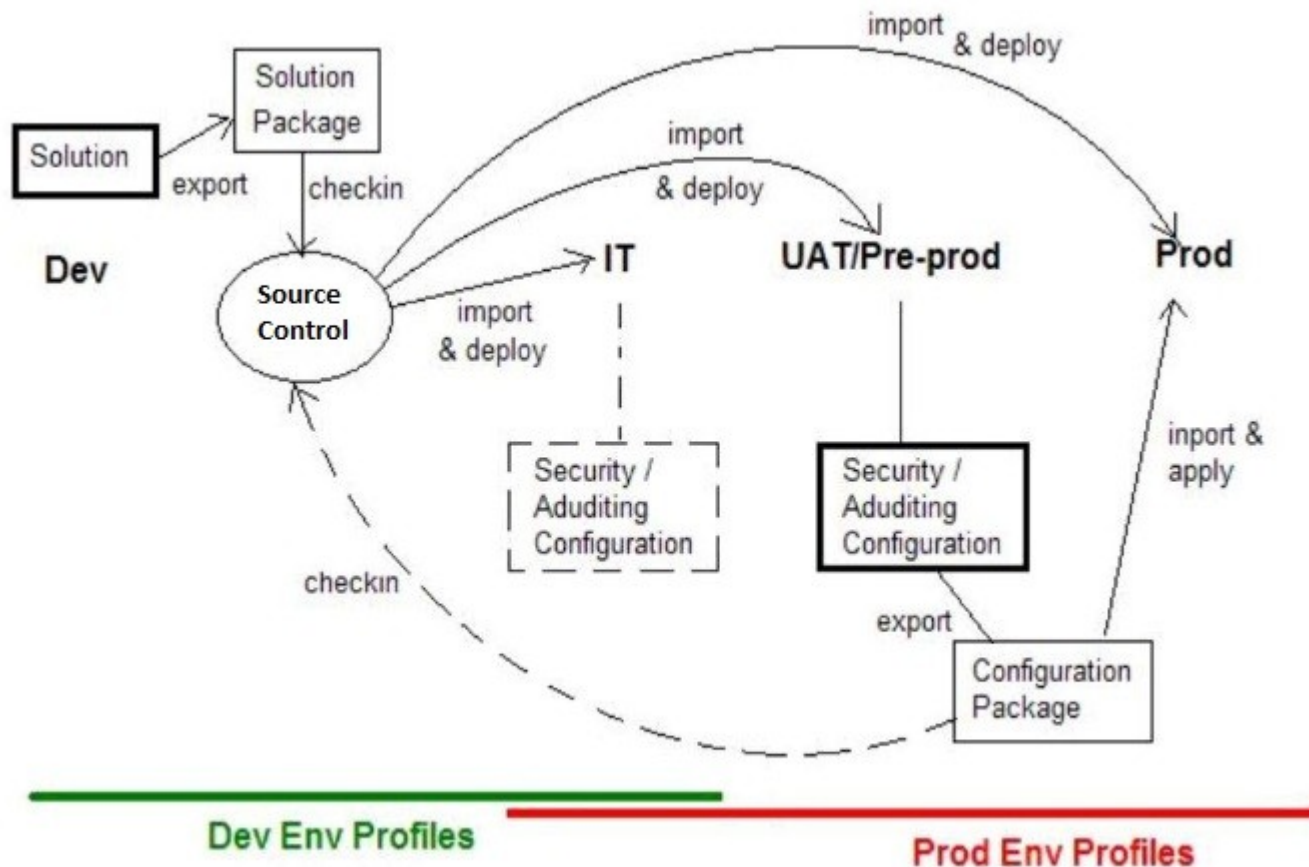 import
& deploy
Solution
Package
Solution
export
checkin
import
& deploy
Dev
Source
Control
import
& deploy
IT
UAT/Pre-prod
Prod
Security /
Aduditing
Configuration
Security /
Aduditing
Configuration
inport &
apply
checkin
export
Configuration
Package
Dev Env Profiles
Prod Env Profiles